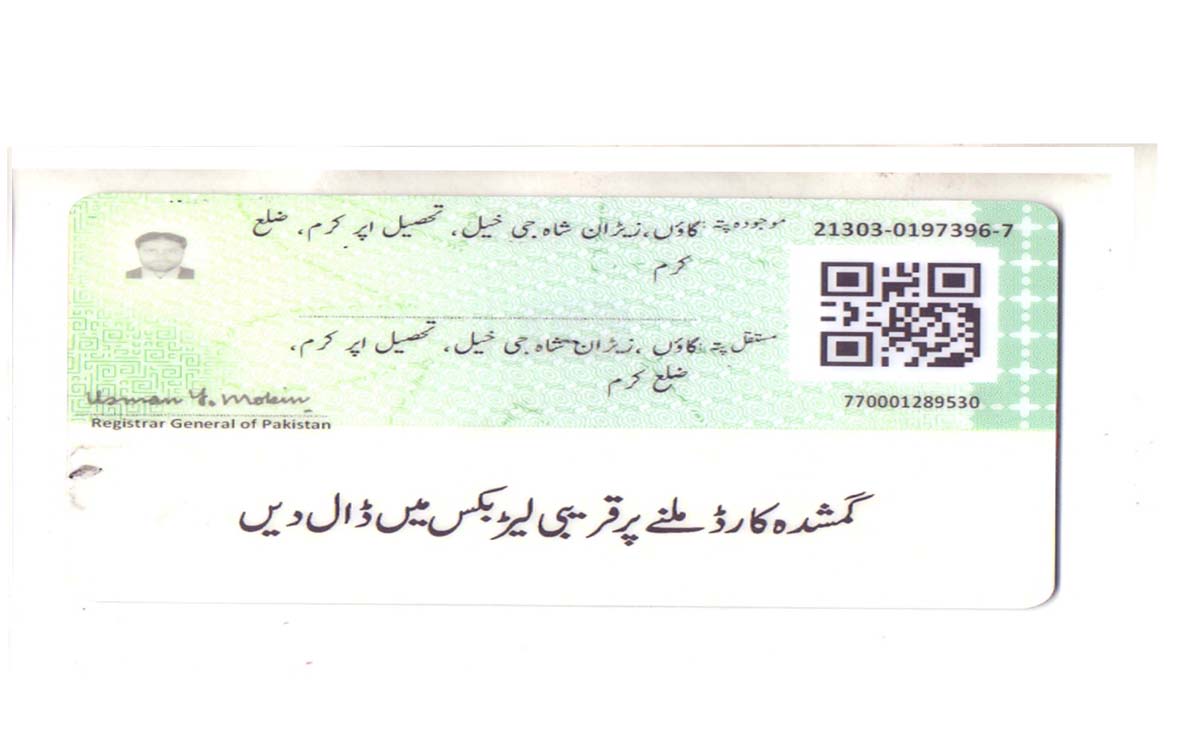 موجودہ پتہ: گاؤں، زیڑان شاہ جی خیل، تحصیل اپر کرم، ضلع
کرم
21303-0197396-7
مستقل پتہ: گاؤں، زیڑان شاہ جی خیل، تحصیل اپر کرم،
ضلع کرم
770001289530
Usman Y. Mobin
Registrar General of Pakistan
گمشدہ کارڈ ملنے پر قریبی لیٹر بکس میں ڈال دیں